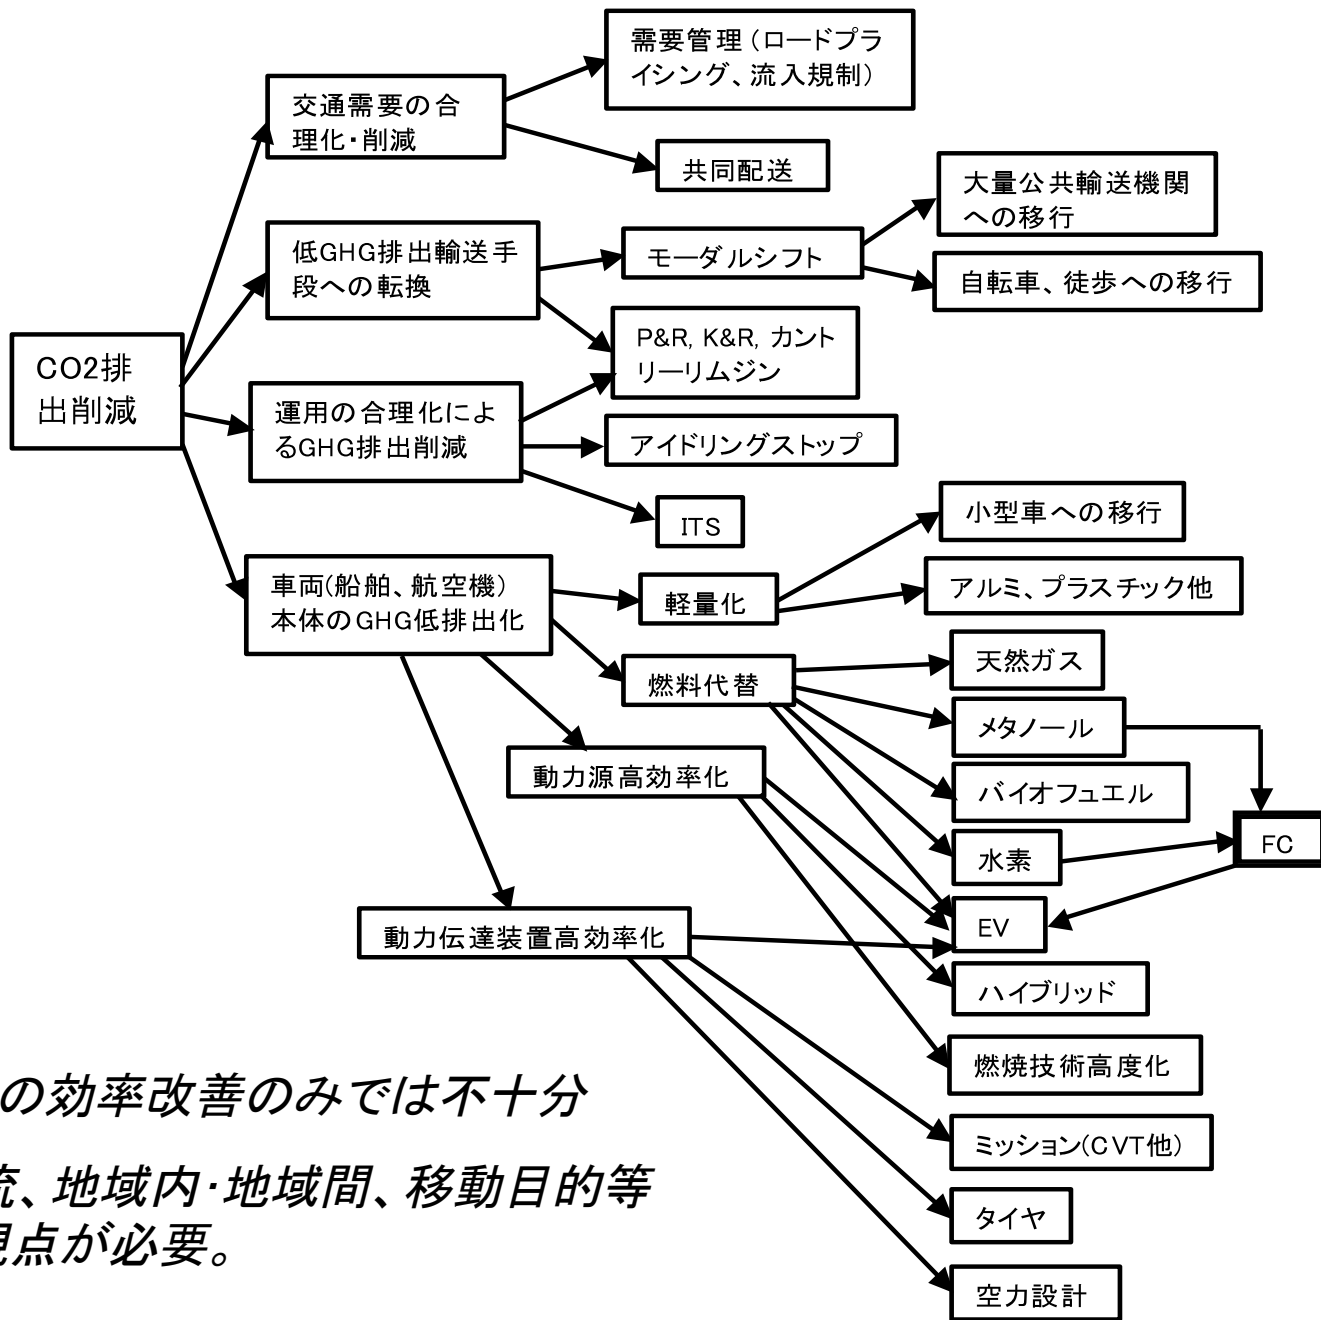 需要管理（ロードプラ
イシング、流入規制）
交通需要の合
理化・削減
共同配送
大量公共輸送機関
への移行
低GHG排出輸送手
段への転換
モーダルシフト
自転車、徒歩への移行
CO2排
出削減
P&R, K&R, カント
リーリムジン
運用の合理化によ
るGHG排出削減
アイドリングストップ
ITS
小型車への移行
車両(船舶、航空機)
本体のGHG低排出化
軽量化
アルミ、プラスチック他
燃料代替
天然ガス
メタノール
動力源高効率化
バイオフュエル
水素
FC
動力伝達装置高効率化
EV
ハイブリッド
燃焼技術高度化
ミッション(CVT他)
タイヤ
空力設計
の効率改善のみでは不十分
流、地域内・地域間、移動目的等
視点が必要。